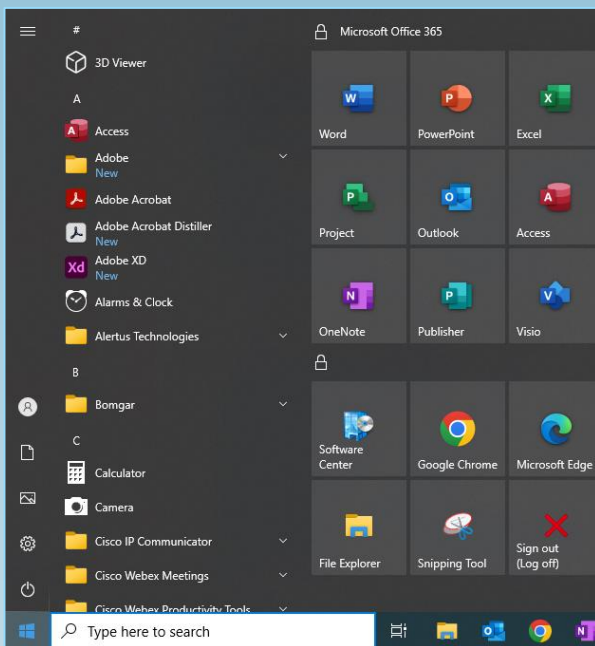 #
3D Viewer
A
Access
Adobe
New
Adobe Acrobat
Adobe Acrobat Distiller
New
Adobe XD
New
Alarms & Clock
Alertus Technologies
B
Bomgar
C
Calculator
Camera
Cisco IP Communicator
Cisco Webex Meetings
Cisco Webex Productivity Tools
Microsoft Office 365
Word
PowerPoint
Excel
Project
Outlook
Access
OneNote
Publisher
Visio
Software
Center
Google Chrome
Microsoft Edge
File Explorer
Snipping Tool
Sign out
(Log off)
Type here to search